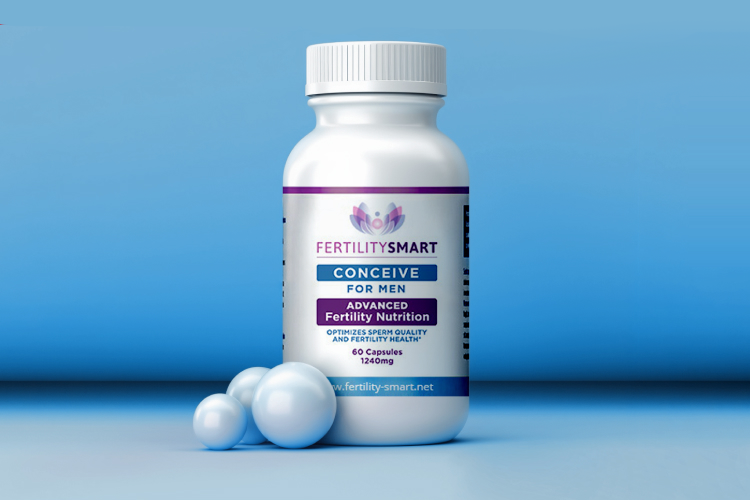 FERTILITYSMART
CONCEIVE
FOR MEN
ADVANCED
Fertility Nutrition
OPTIMIZES SPERM QUALITY
AND FERTILITY HEALTH*
60 Capsules
1240mg
www.fertility-smart.net